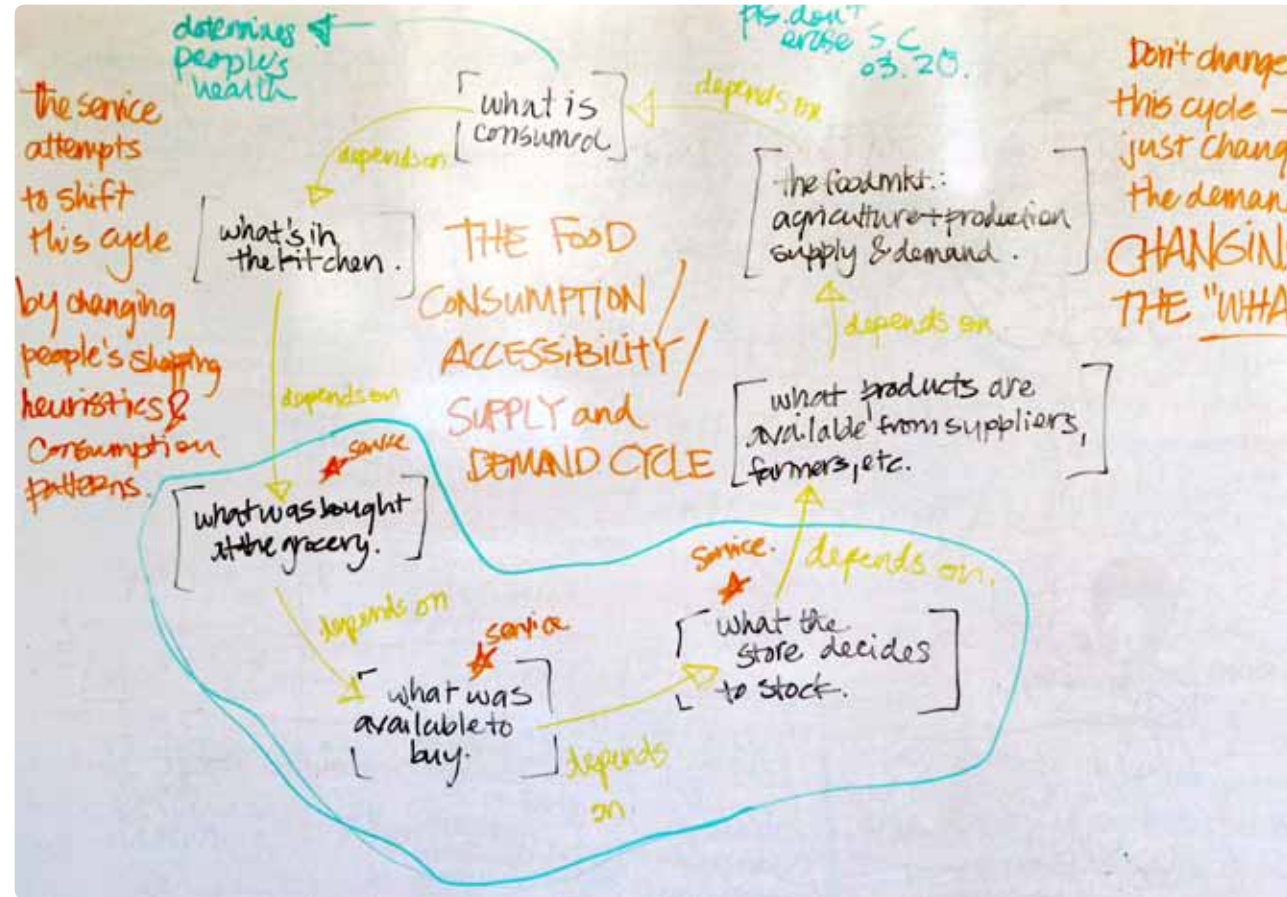 determines
people's
health
pls. don't
erase SC
03.20.
Don't change
this cycle -
just chang
the deman
CHANGIN
THE "WHA
the service
attempts
to shift
this cycle
by changing
people's shopping
heuristics &
consumption
patterns.
what is
consumed
depends on
depends on
what's in
the kitchen.
the food mkt.:
agriculture + production
supply & demand.
THE FOOD
CONSUMPTION /
ACCESSIBILITY /
SUPPLY and
DEMAND CYCLE
depends on
depends on
what products are
available from suppliers,
farmers, etc.
service
what was bought
at the grocery.
service.
depends on.
depends on
service
what the
store decides
to stock.
what was
available to
buy.
depends
on.